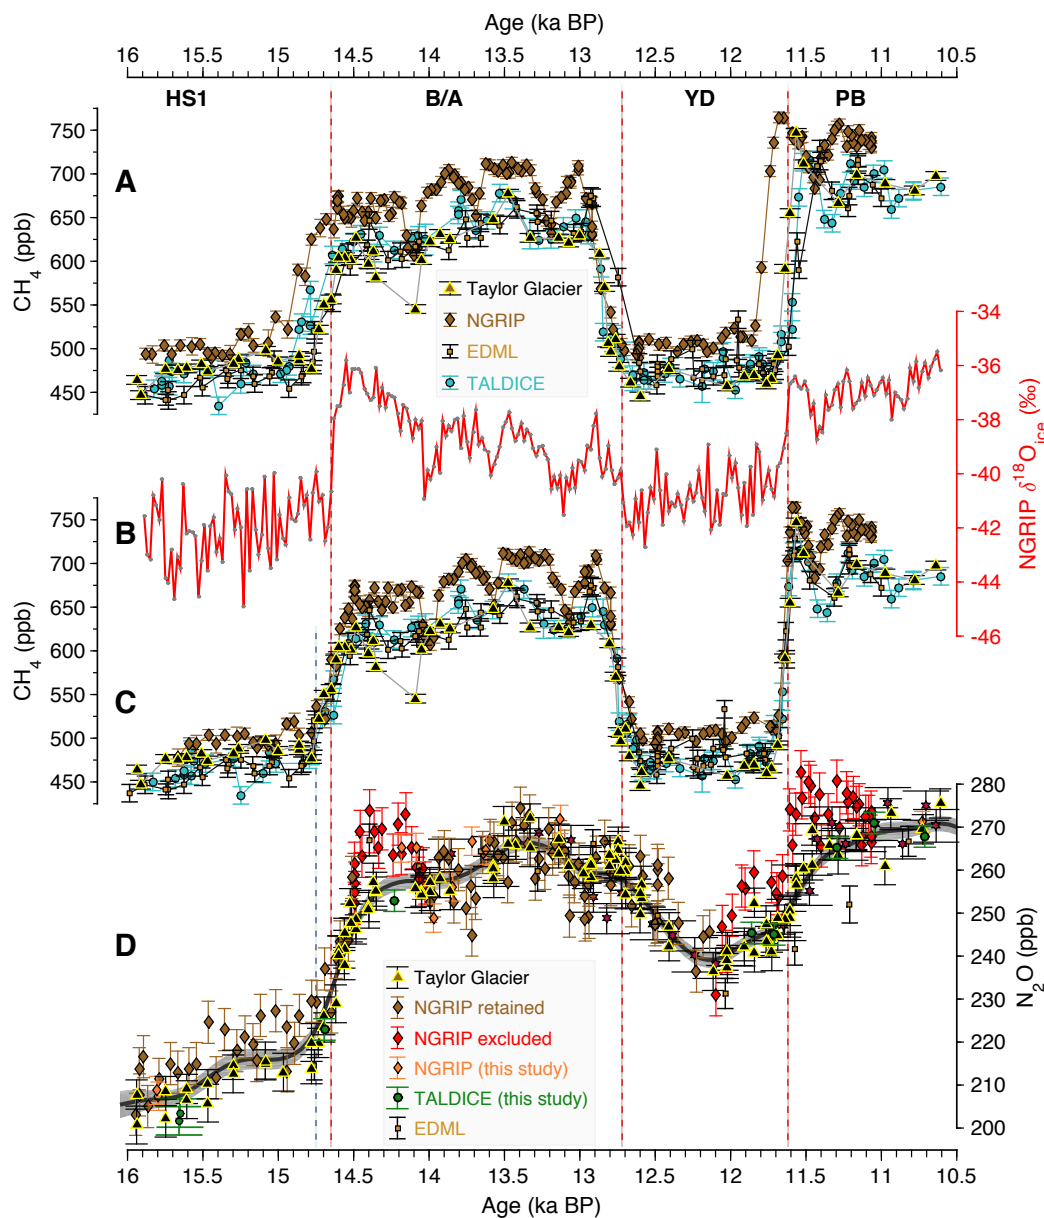 Age (ka BP)
16 15.5 15 14.5 14 13.5 13 12.5 12 11.5 11 10.5
HS1 B/A YD PB
A
CH4 (ppb)
750
700
650
600
550
500
450
Taylor Glacier
NGRIP
EDML
TALDICE
-34
-36
-38
-40
-42
-44
-46
NGRIP δ18Oice (‰)
B
CH4 (ppb)
750
700
650
600
550
500
450
C
280
270
260
250
240
230
220
210
200
N2O (ppb)
D
Taylor Glacier
NGRIP retained
NGRIP excluded
NGRIP (this study)
TALDICE (this study)
EDML
16 15.5 15 14.5 14 13.5 13 12.5 12 11.5 11 10.5
Age (ka BP)